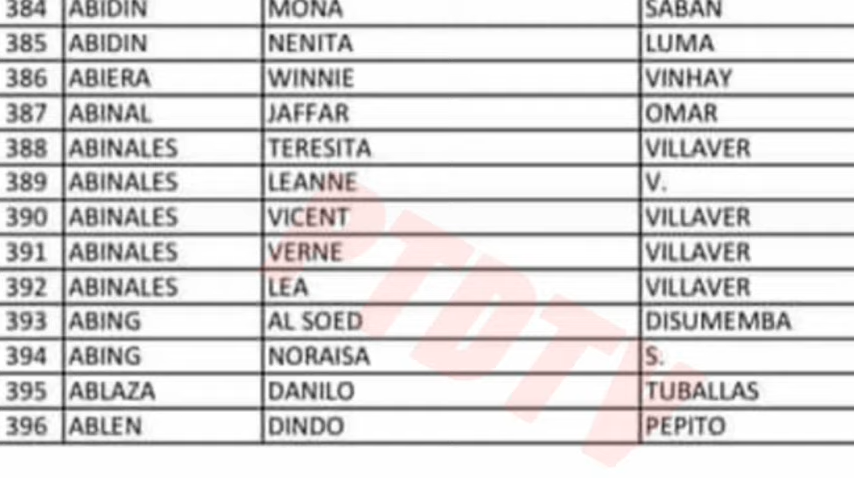 384 ABIDIN MONA SABAN
385 ABIDIN NENITA LUMA
386 ABIERA WINNIE VINHAY
387 ABINAL JAFFAR OMAR
388 ABINALES TERESITA VILLAVER
389 ABINALES LEANNE V.
390 ABINALES VICENT VILLAVER
391 ABINALES VERNE VILLAVER
392 ABINALES LEA VILLAVER
393 ABING AL SOED DISUMEMBA
394 ABING NORAISA S.
395 ABLAZA DANILO TUBALLAS
396 ABLEN DINDO PEPITO
PTDTV